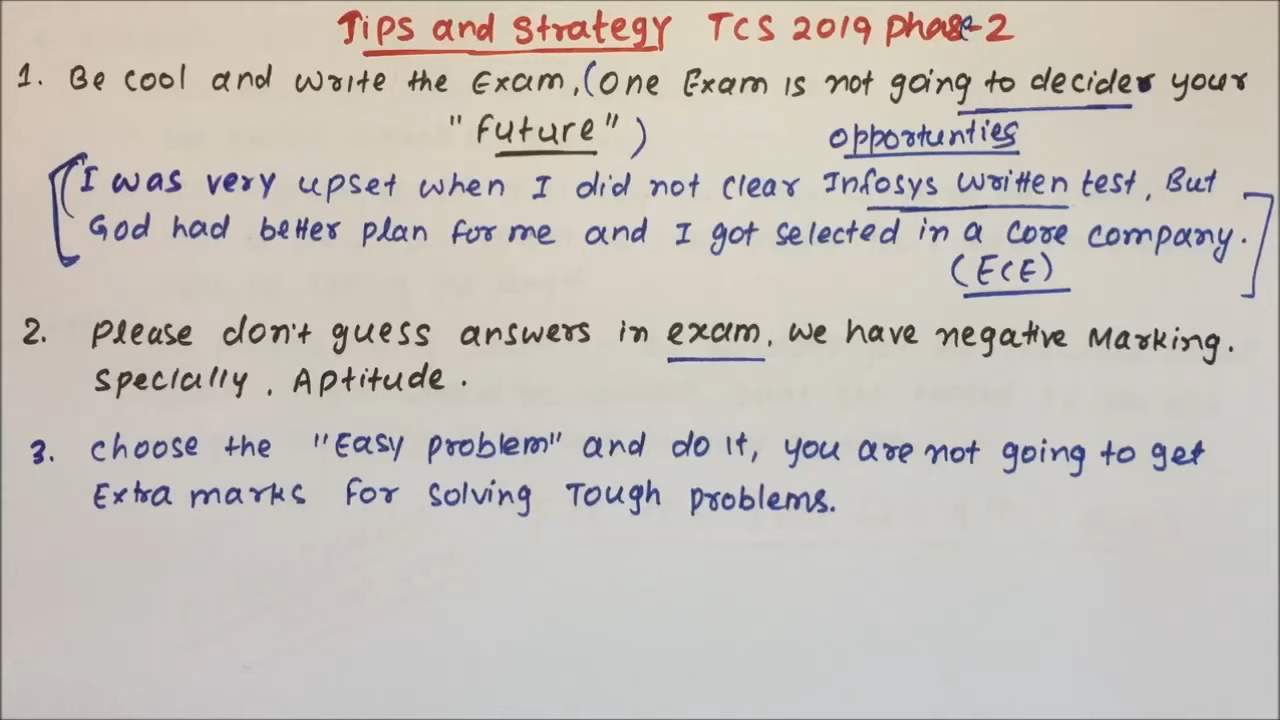 Tips and Strategy TCS 2019 Phase-2
1. Be cool and write the Exam, (One Exam is not going to decides your
"Future")
opportunties
(I was very upset when I did not clear Infosys written test, But
God had better plan for me and I got selected in a core company.
(ECE)
2. Please don't guess answers in exam. We have negative Marking.
Specially, Aptitude.
3. Choose the "Easy problem" and do it, you are not going to get
Extra marks for solving Tough problems.